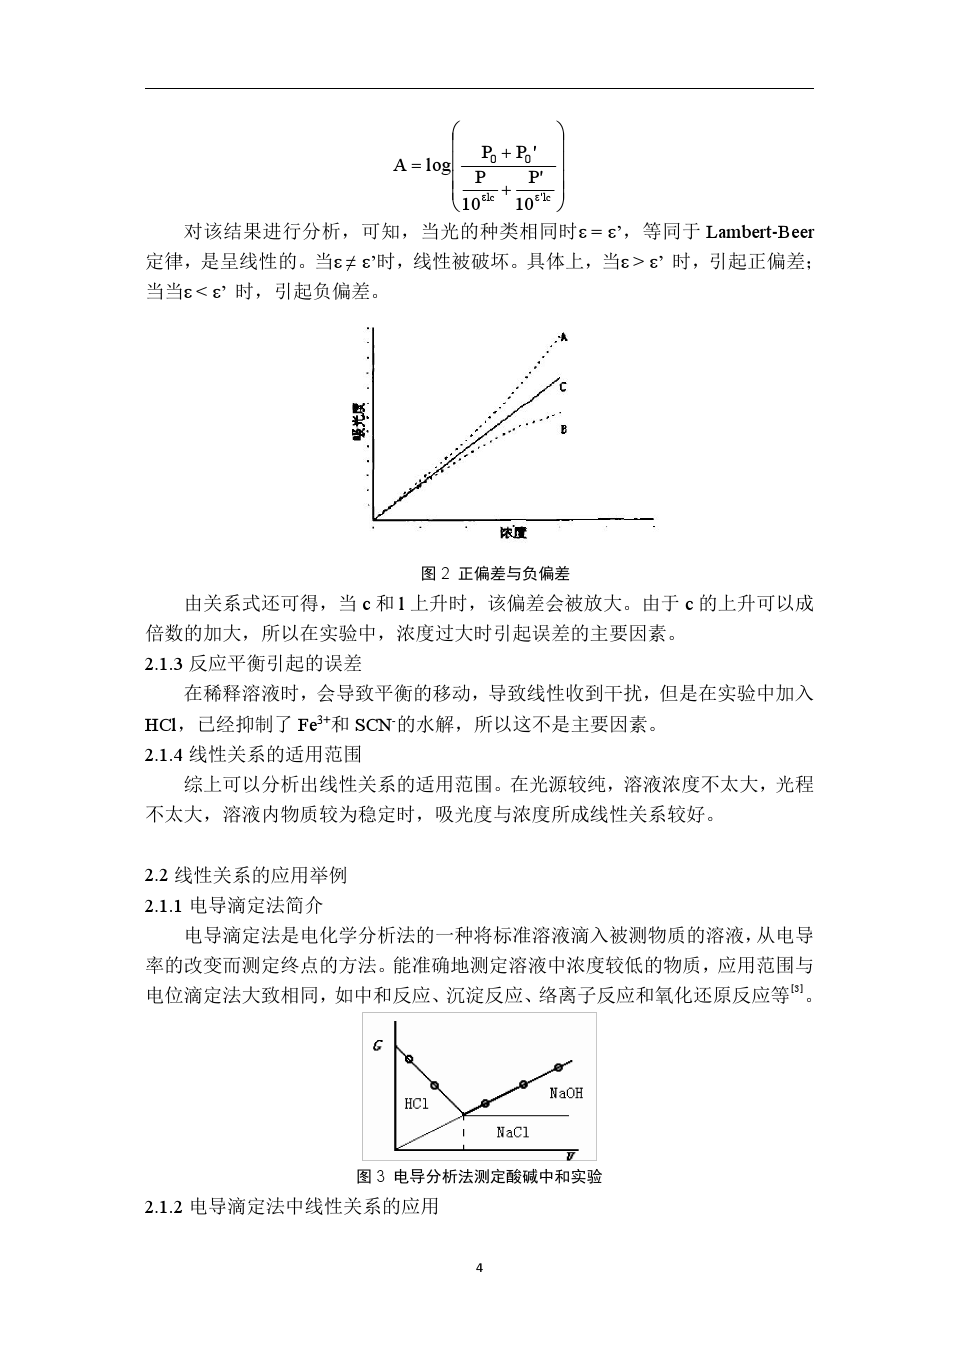 A = log( (P₀ + P₀') / (P/10^εlc + P'/10^ε'lc) )
对该结果进行分析，可知，当光的种类相同时ε = ε’，等同于 Lambert-Beer
定律，是呈线性的。当ε ≠ ε’时，线性被破坏。具体上，当ε > ε’ 时，引起正偏差；
当当ε < ε’ 时，引起负偏差。
A
C
B
吸光度
浓度
图 2 正偏差与负偏差
由关系式还可得，当 c 和 l 上升时，该偏差会被放大。由于 c 的上升可以成
倍数的加大，所以在实验中，浓度过大时引起误差的主要因素。
2.1.3 反应平衡引起的误差
在稀释溶液时，会导致平衡的移动，导致线性收到干扰，但是在实验中加入
HCl，已经抑制了 Fe³⁺和 SCN⁻的水解，所以这不是主要因素。
2.1.4 线性关系的适用范围
综上可以分析出线性关系的适用范围。在光源较纯，溶液浓度不太大，光程
不太大，溶液内物质较为稳定时，吸光度与浓度所成线性关系较好。
2.2 线性关系的应用举例
2.1.1 电导滴定法简介
电导滴定法是电化学分析法的一种将标准溶液滴入被测物质的溶液，从电导
率的改变而测定终点的方法。能准确地测定溶液中浓度较低的物质，应用范围与
电位滴定法大致相同，如中和反应、沉淀反应、络离子反应和氧化还原反应等[3]。
G
HCl
NaOH
NaCl
V
图 3 电导分析法测定酸碱中和实验
2.1.2 电导滴定法中线性关系的应用
4